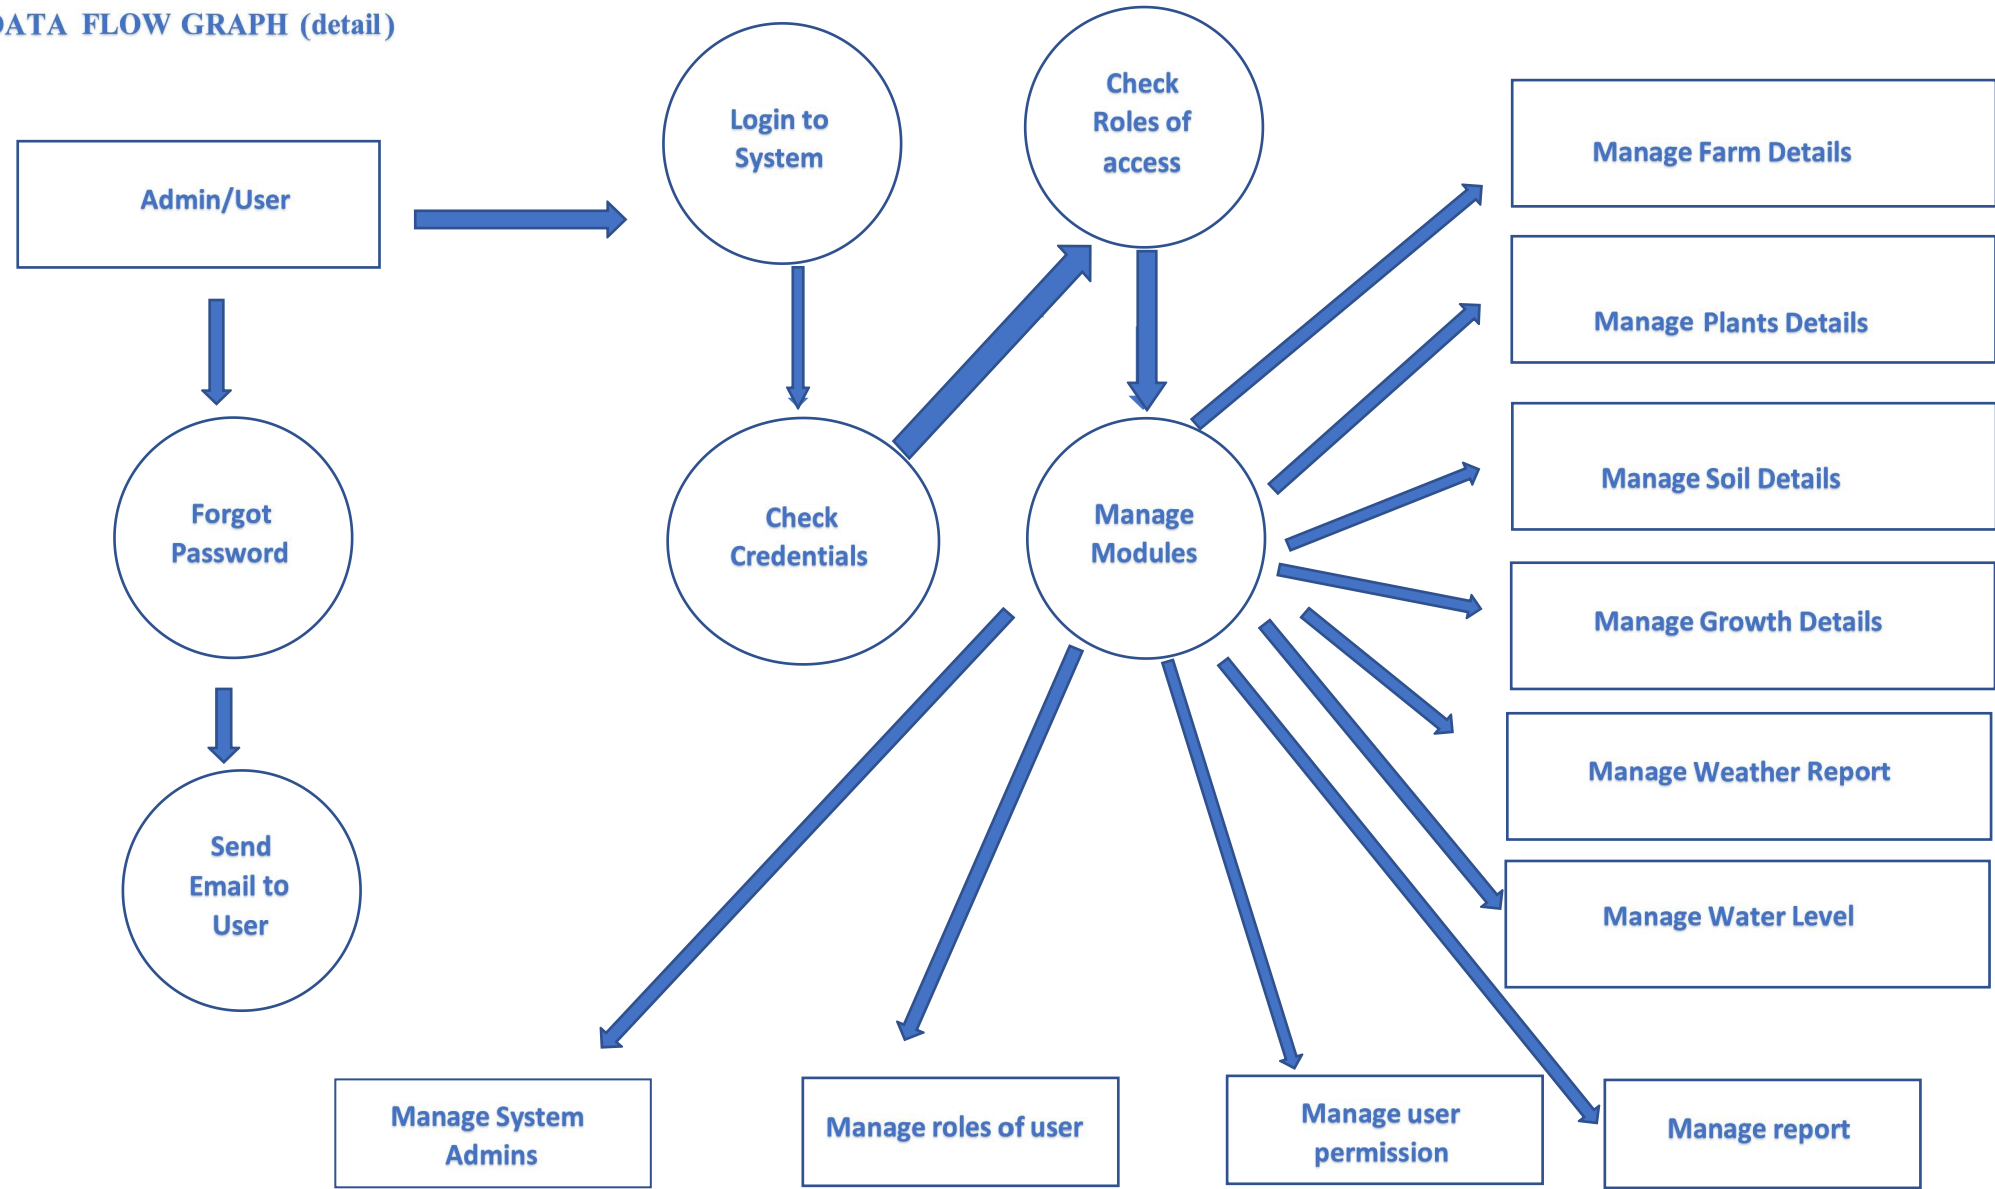 DATA FLOW GRAPH (detail)
Admin/User
Login to
System
Check
Roles of
access
Manage Farm Details
Manage Plants Details
Manage Soil Details
Manage Growth Details
Manage Weather Report
Manage Water Level
Forgot
Password
Check
Credentials
Manage
Modules
Send
Email to
User
Manage System
Admins
Manage roles of user
Manage user
permission
Manage report